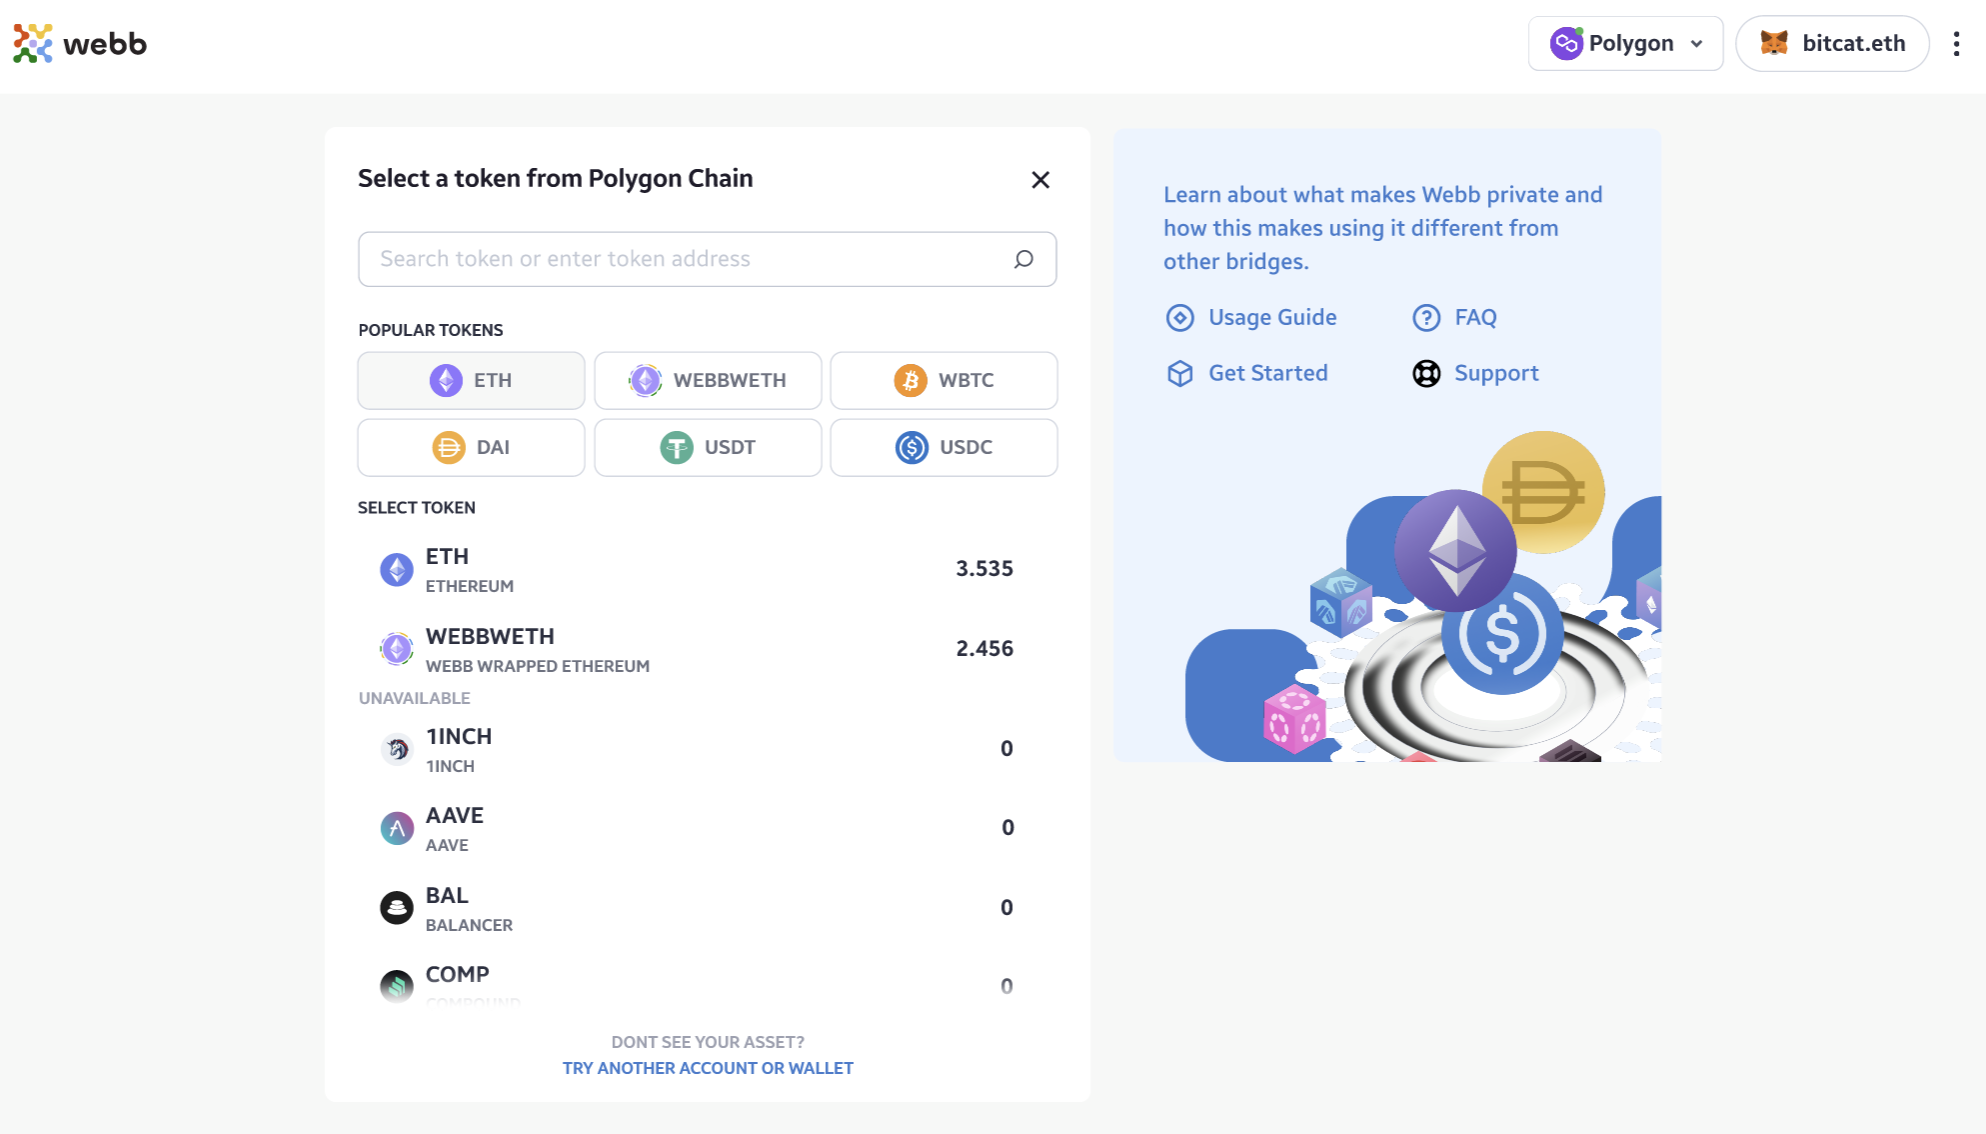 webb
Polygon
bitcat.eth
Select a token from Polygon Chain
Search token or enter token address
POPULAR TOKENS
ETH
WEBBWETH
WBTC
DAI
USDT
USDC
SELECT TOKEN
ETH
3.535
ETHEREUM
WEBBWETH
2.456
WEBB WRAPPED ETHEREUM
UNAVAILABLE
1INCH
0
1INCH
AAVE
0
AAVE
BAL
0
BALANCER
COMP
0
COMPOUND
DONT SEE YOUR ASSET?
TRY ANOTHER ACCOUNT OR WALLET
Learn about what makes Webb private and
how this makes using it different from
other bridges.
Usage Guide
FAQ
Get Started
Support